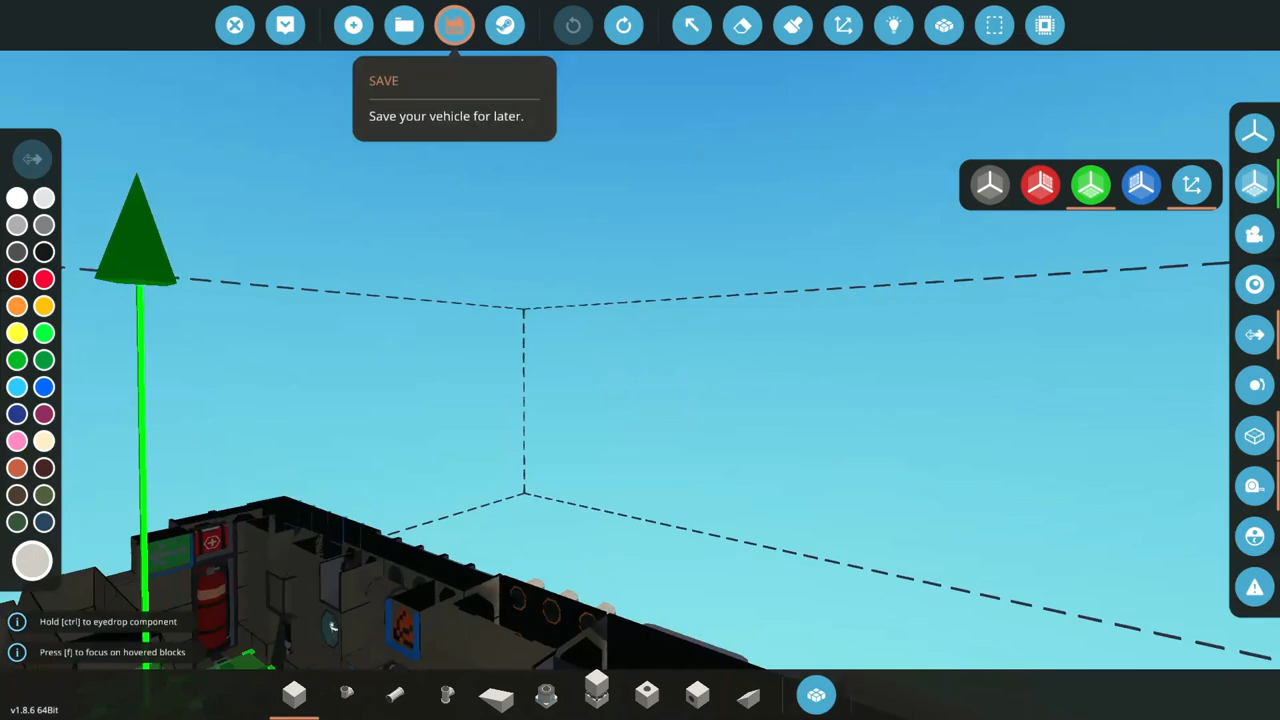 SAVE
Save your vehicle for later.
Hold [ctrl] to eyedrop component
Press [f] to focus on hovered blocks
v1.8.6 64Bit